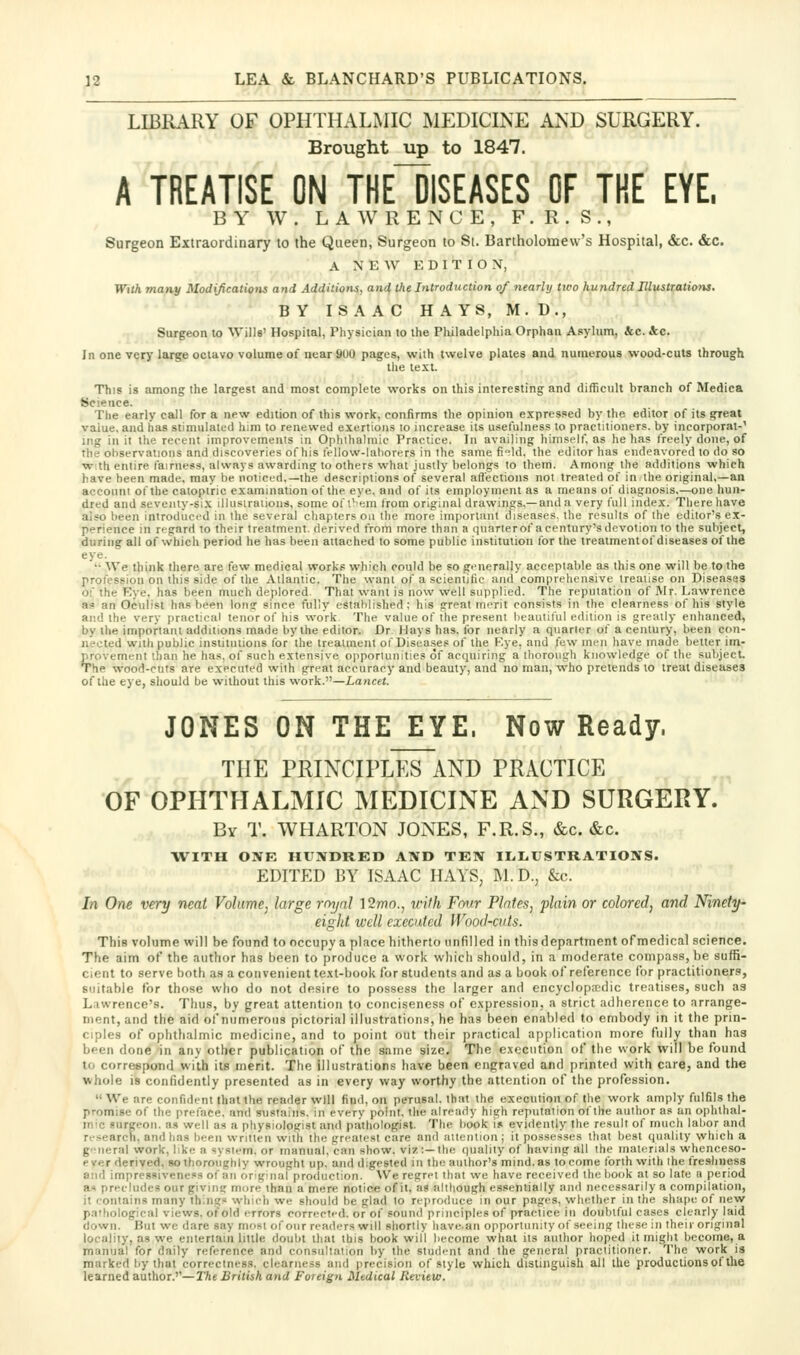 12 LEA & BLANCHARD'S PUBLICATIONS.
LIBRARY OF OPHTHALMIC MEDICINE AND SURGERY.
Brought up to 1847.
A TREATISE ON THE DISEASES OF THE EYE,
BY W. LAWRENCE, F.R.S.,
Surgeon Extraordinary to the Queen, Surgeon to St. Bartholomew's Hospital, &c. &c.
A NEW EDITION,
With many Modifications and Additions, and the Introduction of nearly two hundred Illustrations.
BY ISAAC HAYS, M.D.,
Surgeon to Wills' Hospital, Physician to the Philadelphia Orphan Asylum, &c. &c.
In one very large octavo volume of near 900 pages, with twelve plates and numerous wood-cuts through
the text.
This is among the largest and most complete works on this interesting and difficult branch of Medica
Science.
The early call for a new edition of this work, confirms the opinion expressed by the editor of its great
value, and has stimulated him to renewed exertions to increase its usefulness to practitioners, by incorporat-'
ing in it the recent improvements in Ophthalmic Practice. In availing himself, as he has freely done, of
the observations and discoveries of his fellow-laborers in the same field, the editor has endeavored to do so
with entire fairness, always awarding to others what justly belongs to them. Among the additions which
have been made, may be noticed,—the descriptions of several affections not treated of in the original,—an
account of the catoptric examination of the eye, and of its employment as a means of diagnosis,—one hun-
dred and seventy-six illustrations, some of them from original drawings,—and a very full index. There have
also been introduced in the several chapters on the more important diseases, the results of the editor's ex-
perience in regard to their treatment, derived from more than a quarter of a century's devotion to the subject,
during all of which period he has been attached to some public institution for the treatment of diseases of the
eye.
"We think there are few medical works which could be so generally acceptable as this one will be to the
profession on this side of the Atlantic. The want of a scientific and comprehensive treatise on Diseases
of the Eye, has been much deplored. That want is now well supplied. The reputation of Mr. Lawrence
as an Oculist has been long since fully established; his great merit consists in the clearness of his style
and the very practical tenor of his work. The value of the present beautiful edition is greatly enhanced,
by the important additions made by the editor. Dr Hays has, for nearly a quarter of a century, been con-
nected with public institutions for the treatment of Diseases of the Eye, and few men have made better im-
provement than he has, of such extensive opportunities of acquiring a thorough knowledge of the subject.
The wood-cuts are executed with great accuracy and beauty, and no man, who pretends to treat diseases
of the eye, should be without this work."—Lancet.
JONES ON THE EYE. Now Ready.
THE PRINCIPLES AND PRACTICE
OF OPHTHALMIC MEDICINE AND SURGERY.
By T. WHARTON JONES, F.R.S., &c. &c.
WITH ONE HUNDRED AND TEN ILLUSTRATIONS.
EDITED BY ISAAC HAYS, M.D., &c.
In One very neat Volume, large royal 12mo., with Four Plates, plain or colored, and Ninety-
eight well executed Wood-cuts.
This volume will be found to occupy a place hitherto unfilled in this department of medical science.
The aim of the author has been to produce a work which should, in a moderate compass, be suffi-
cient to serve both as a convenient text-book for students and as a book of reference for practitioners,
suitable for those who do not desire to possess the larger and encyclopædic treatises, such as
Lawrence's. Thus, by great attention to conciseness of expression, a strict adherence to arrange-
ment, and the aid of numerous pictorial illustrations, he has been enabled to embody in it the prin-
ciples of ophthalmic medicine, and to point out their practical application more fully than has
been done in any other publication of the same size. The execution of the work will be found
to correspond with its merit. The illustrations have been engraved and printed with care, and the
whole is confidently presented as in every way worthy the attention of the profession.
"We are confident that the reader will find, on perusal, that the execution of the work amply fulfils the
promise of the preface, and sustains, in every point, the already high reputation of the author as an ophthal-
mic surgeon, as well as a physiologist and pathologist. The book is evidently the result of much labor and
research, and has been written with the greatest care and attention; it possesses that best quality which a
general work, like a system, or manual, can show, viz:—the quality of having all the materials whenceso-
ever derived, so thoroughly wrought up, and digested in the author's mind, as to come forth with the freshness
and impressiveness of an original production. We regret that we have received the book at so late a period
as precludes our giving more than a mere notice of it, as although essentially and necessarily a compilation,
it contains many things which we should be glad to reproduce in our pages, whether in the shape of new
pathological views, of old errors corrected, or of sound principles of practice in doubtful cases clearly laid
down. But we dare say most of our readers will shortly have an opportunity of seeing these in their original
locality, as we entertain little doubt that this book will become what its author hoped it might become, a
manual for daily reference and consultation by the student and the general practitioner. The work is
marked by that correctness, clearness and precision of style which distinguish all the productions of the
learned author."—The British and Foreign Medical Review.